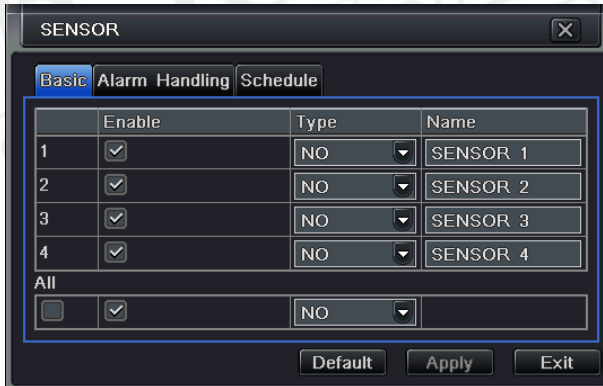 SENSOR
Basic Alarm Handling Schedule
Enable Type Name
1 NO SENSOR 1
2 NO SENSOR 2
3 NO SENSOR 3
4 NO SENSOR 4
All
NO
Default Apply Exit